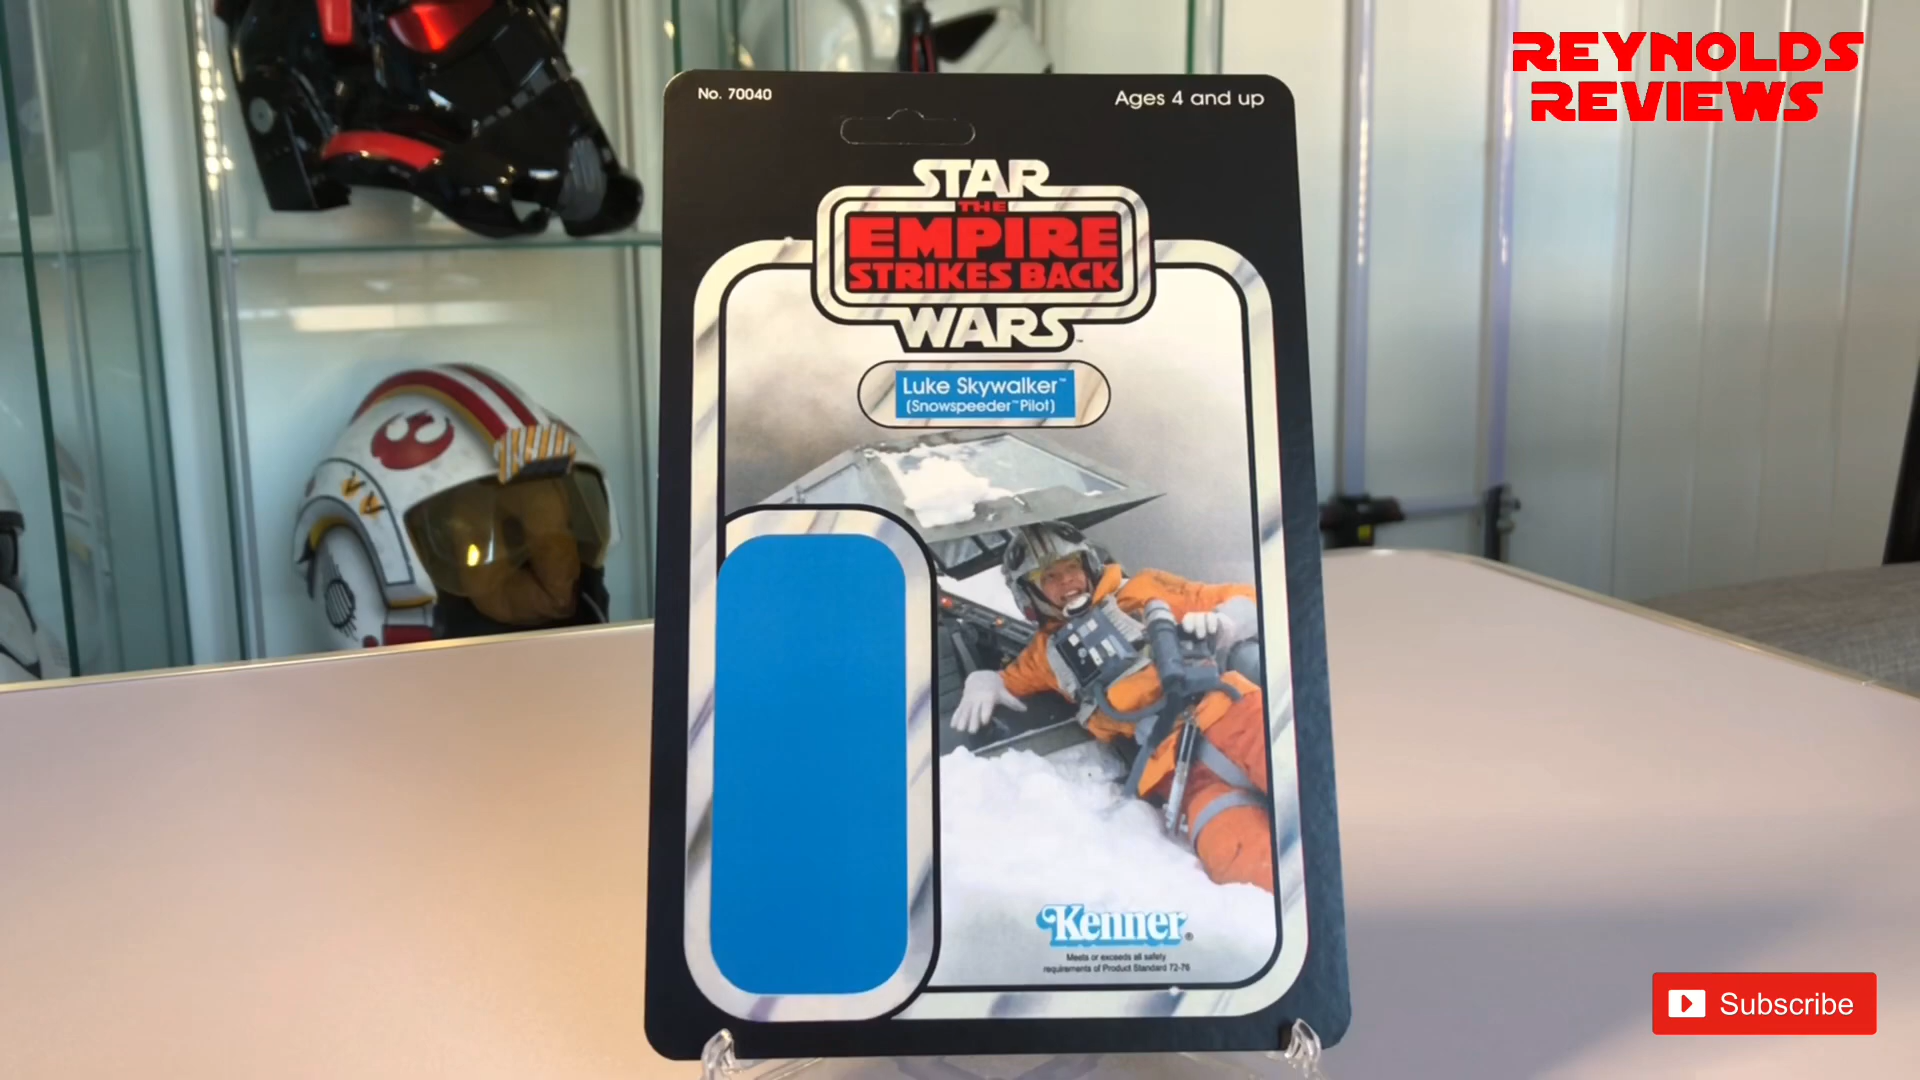 REYNOLDS
REVIEWS
No. 70040
Ages 4 and up
STAR
THE
EMPIRE
STRIKES BACK
WARS™
Luke Skywalker™
(Snowspeeder™ Pilot)
Kenner®
Meets or exceeds all safety
requirements of Product Standard 72-76
Subscribe